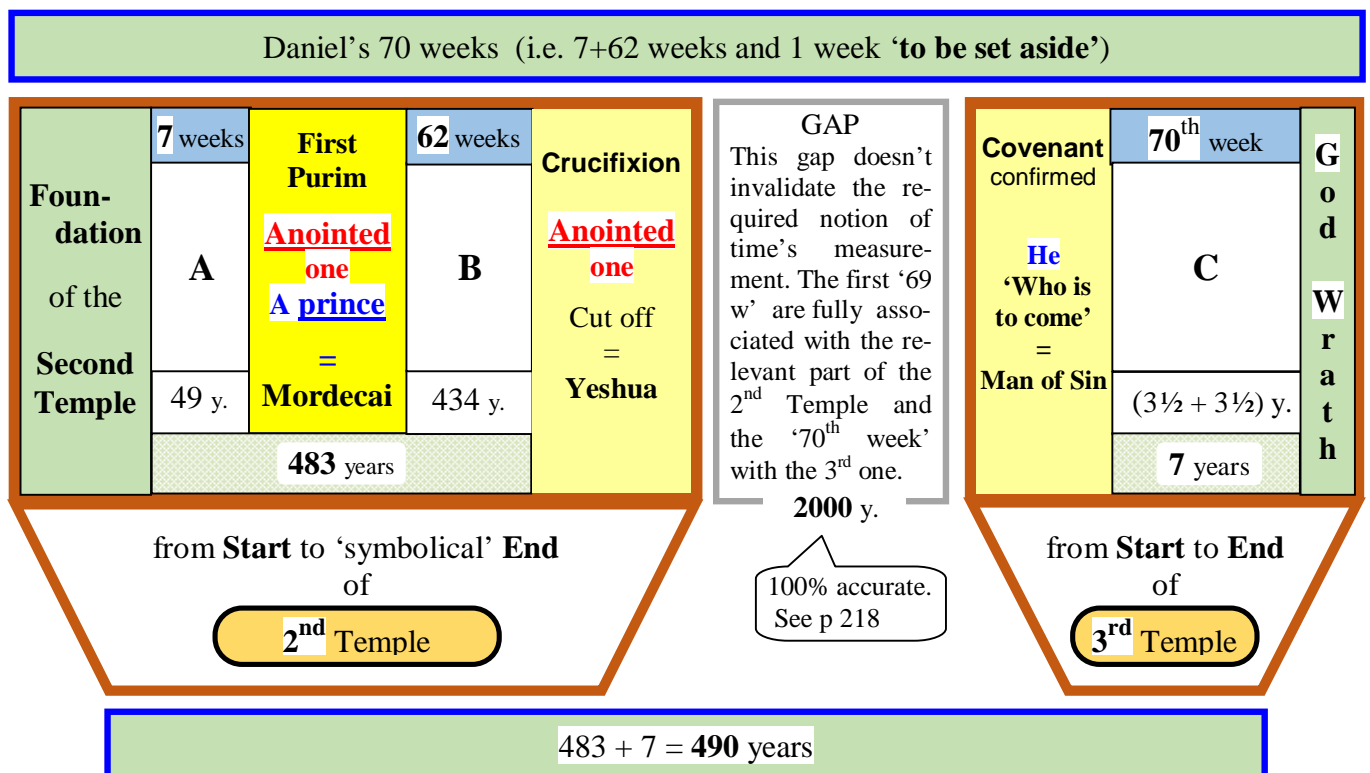 Daniel's 70 weeks (i.e. 7+62 weeks and 1 week ‘to be set aside’)
Foun-
dation
of the
Second
Temple
7 weeks
A
49 y.
First
Purim
Anointed
one
A prince
=
Mordecai
62 weeks
B
434 y.
483 years
Crucifixion
Anointed
one
Cut off
=
Yeshua
GAP
This gap doesn’t
invalidate the re-
quired notion of
time’s measure-
ment. The first ‘69
w’ are fully asso-
ciated with the re-
levant part of the
2nd Temple and
the ‘70th week’
with the 3rd one.
2000 y.
100% accurate.
See p 218
Covenant
confirmed
He
‘Who is
to come’
=
Man of Sin
70th week
C
(3½ + 3½) y.
7 years
God Wrath
from Start to ‘symbolical’ End
of
2nd Temple
from Start to End
of
3rd Temple
483 + 7 = 490 years